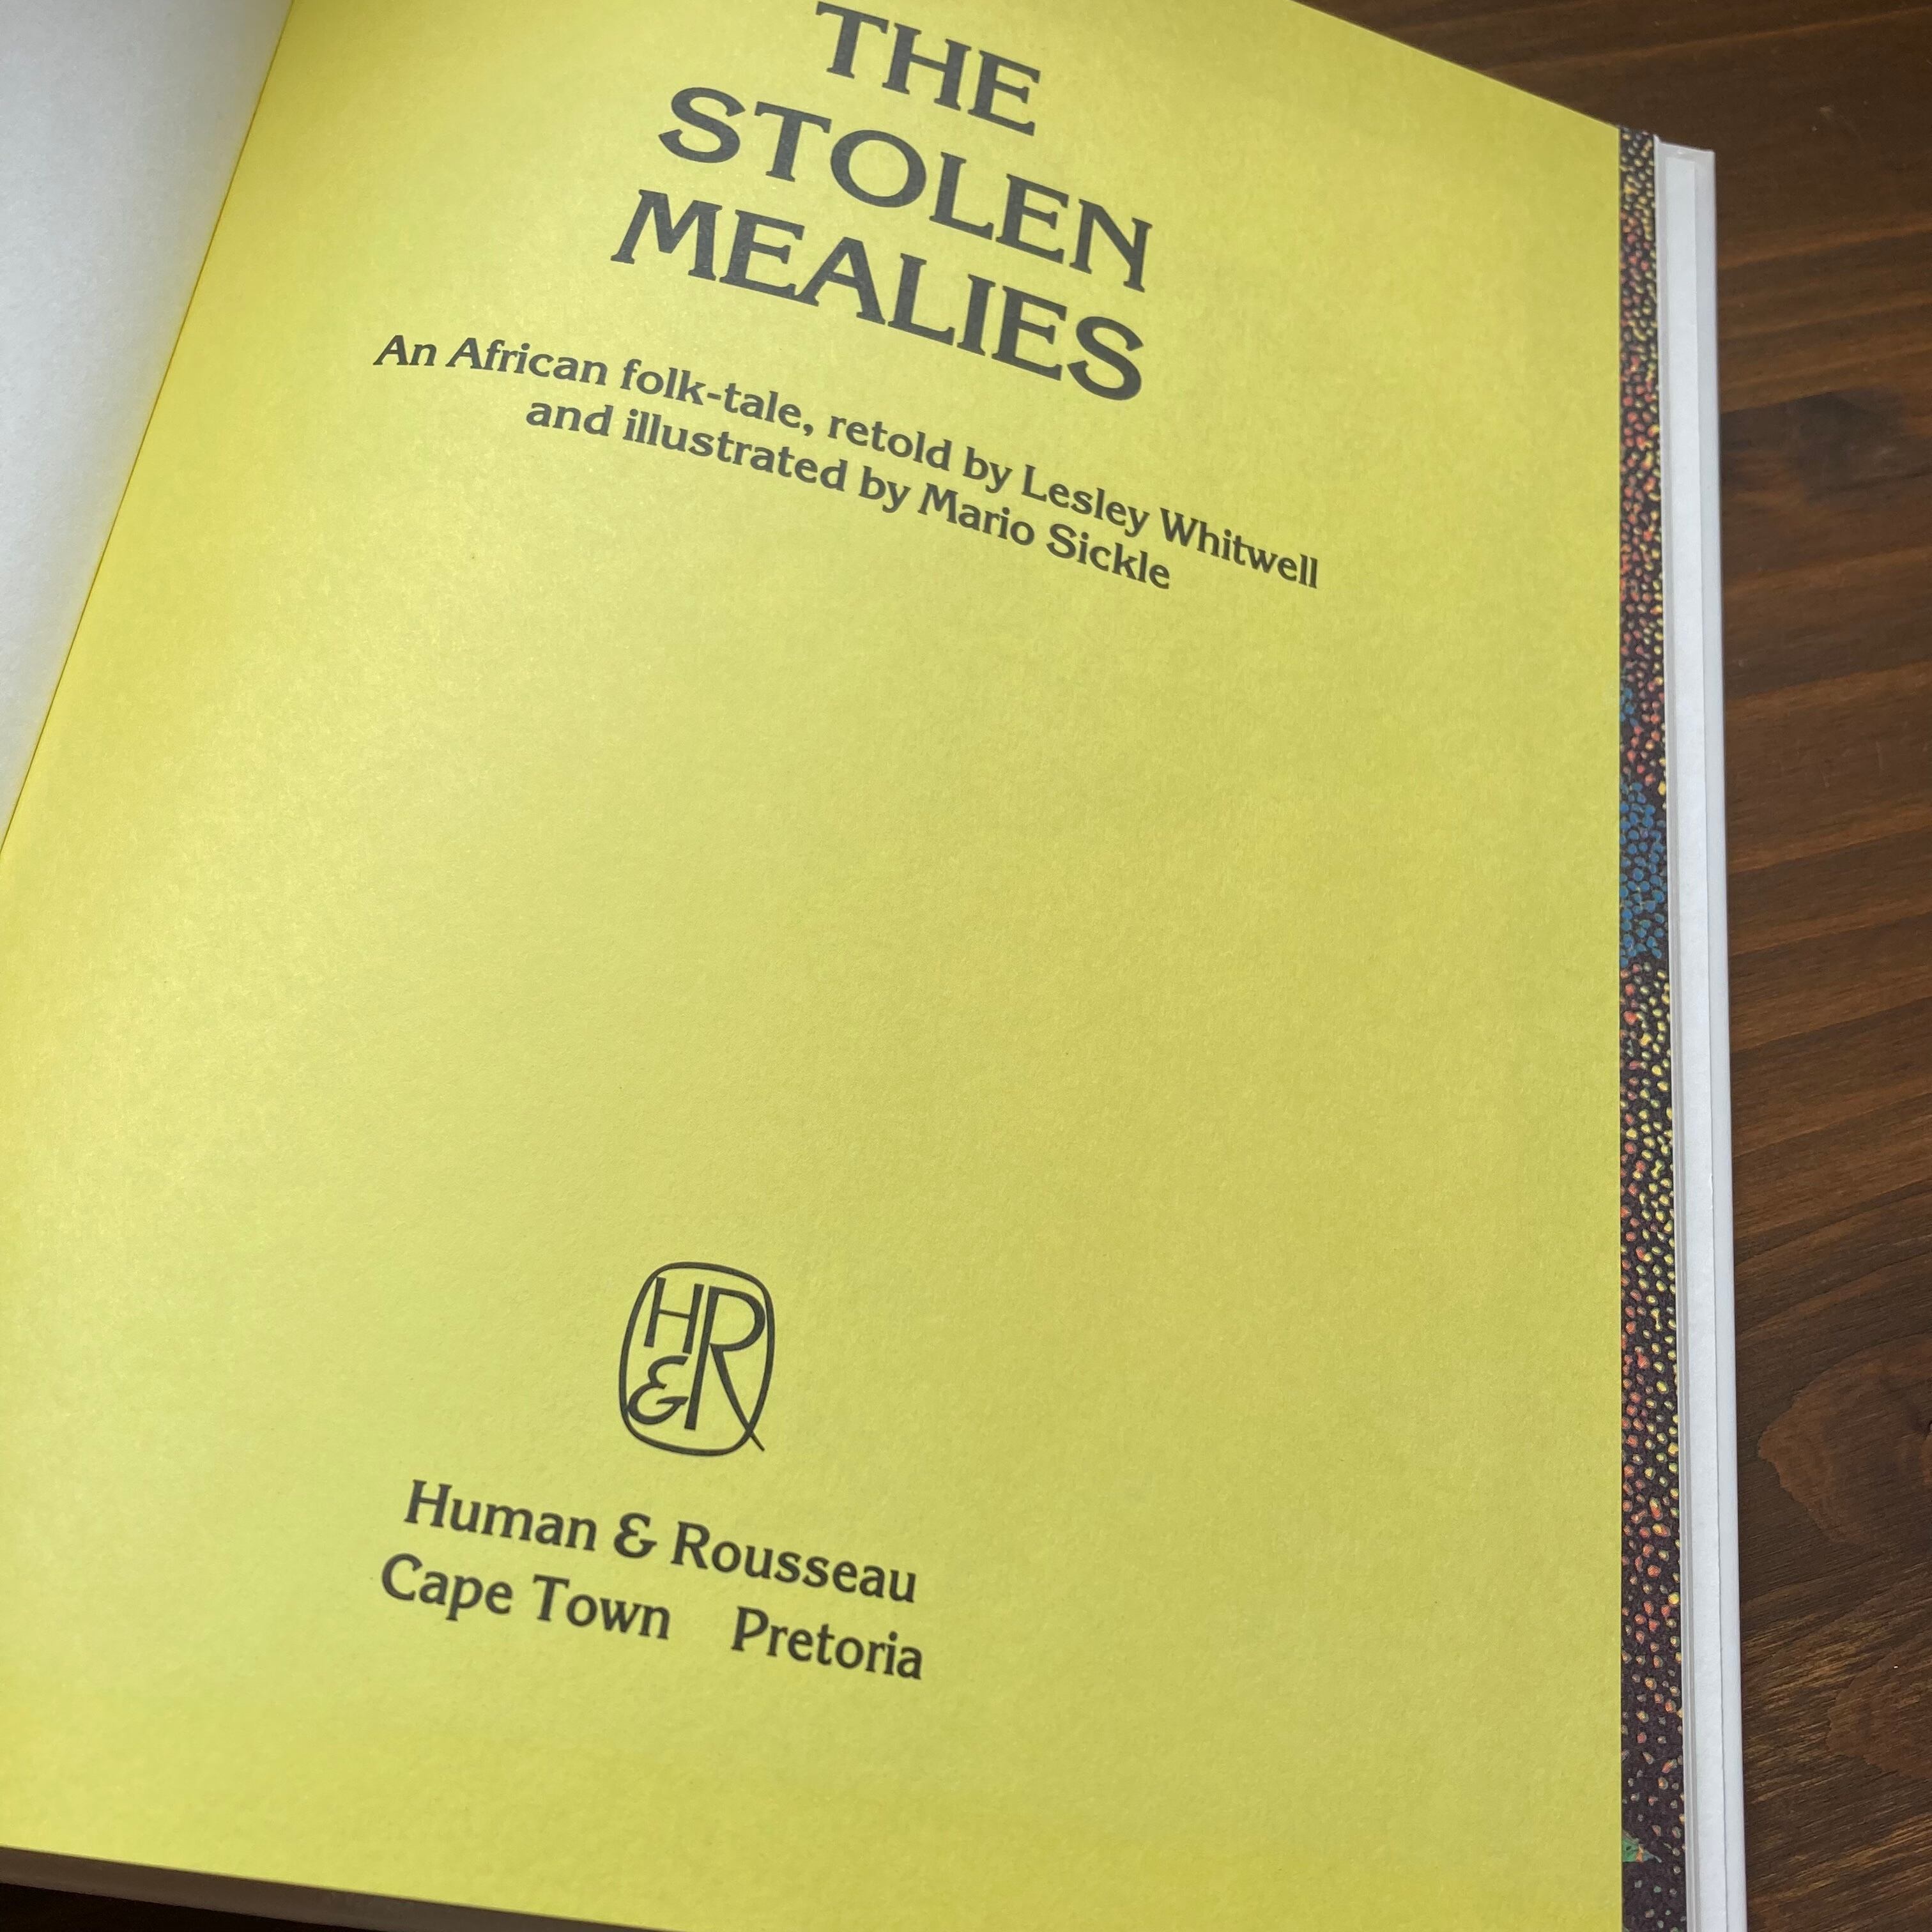 THE
STOLEN
MEALIES
An African folk-tale, retold by Lesley Whitwell
and illustrated by Mario Sickle
H
&R
Human & Rousseau
Cape Town Pretoria